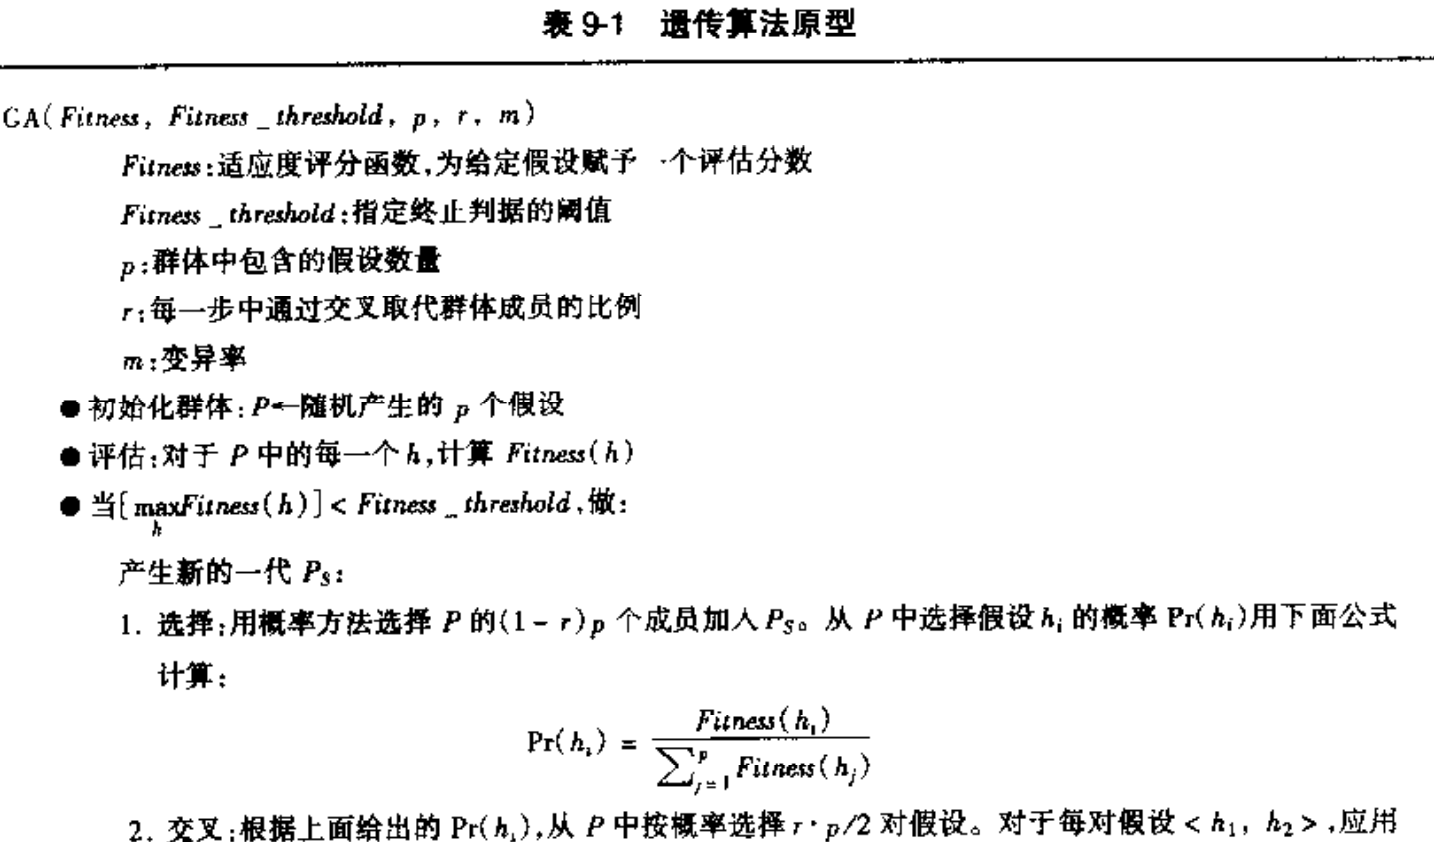 表 9-1 遗传算法原型
GA( Fitness, Fitness _ threshold, p, r, m)
Fitness:适应度评分函数,为给定假设赋予一个评估分数
Fitness _ threshold:指定终止判据的阈值
p:群体中包含的假设数量
r:每一步中通过交叉取代群体成员的比例
m:变异率
● 初始化群体:P←随机产生的 p 个假设
● 评估:对于 P 中的每一个 h,计算 Fitness(h)
● 当[ max Fitness(h)] < Fitness _ threshold,做:
h
产生新的一代 P_S:
1. 选择:用概率方法选择 P 的(1 - r)p 个成员加入 P_S。从 P 中选择假设 h_i 的概率 Pr(h_i)用下面公式
计算:
Pr(h_i) = Fitness(h_i) / ∑_{j=1}^{p} Fitness(h_j)
2. 交叉:根据上面给出的 Pr(h_i),从 P 中按概率选择 r·p/2 对假设。对于每对假设 < h_1, h_2 >,应用